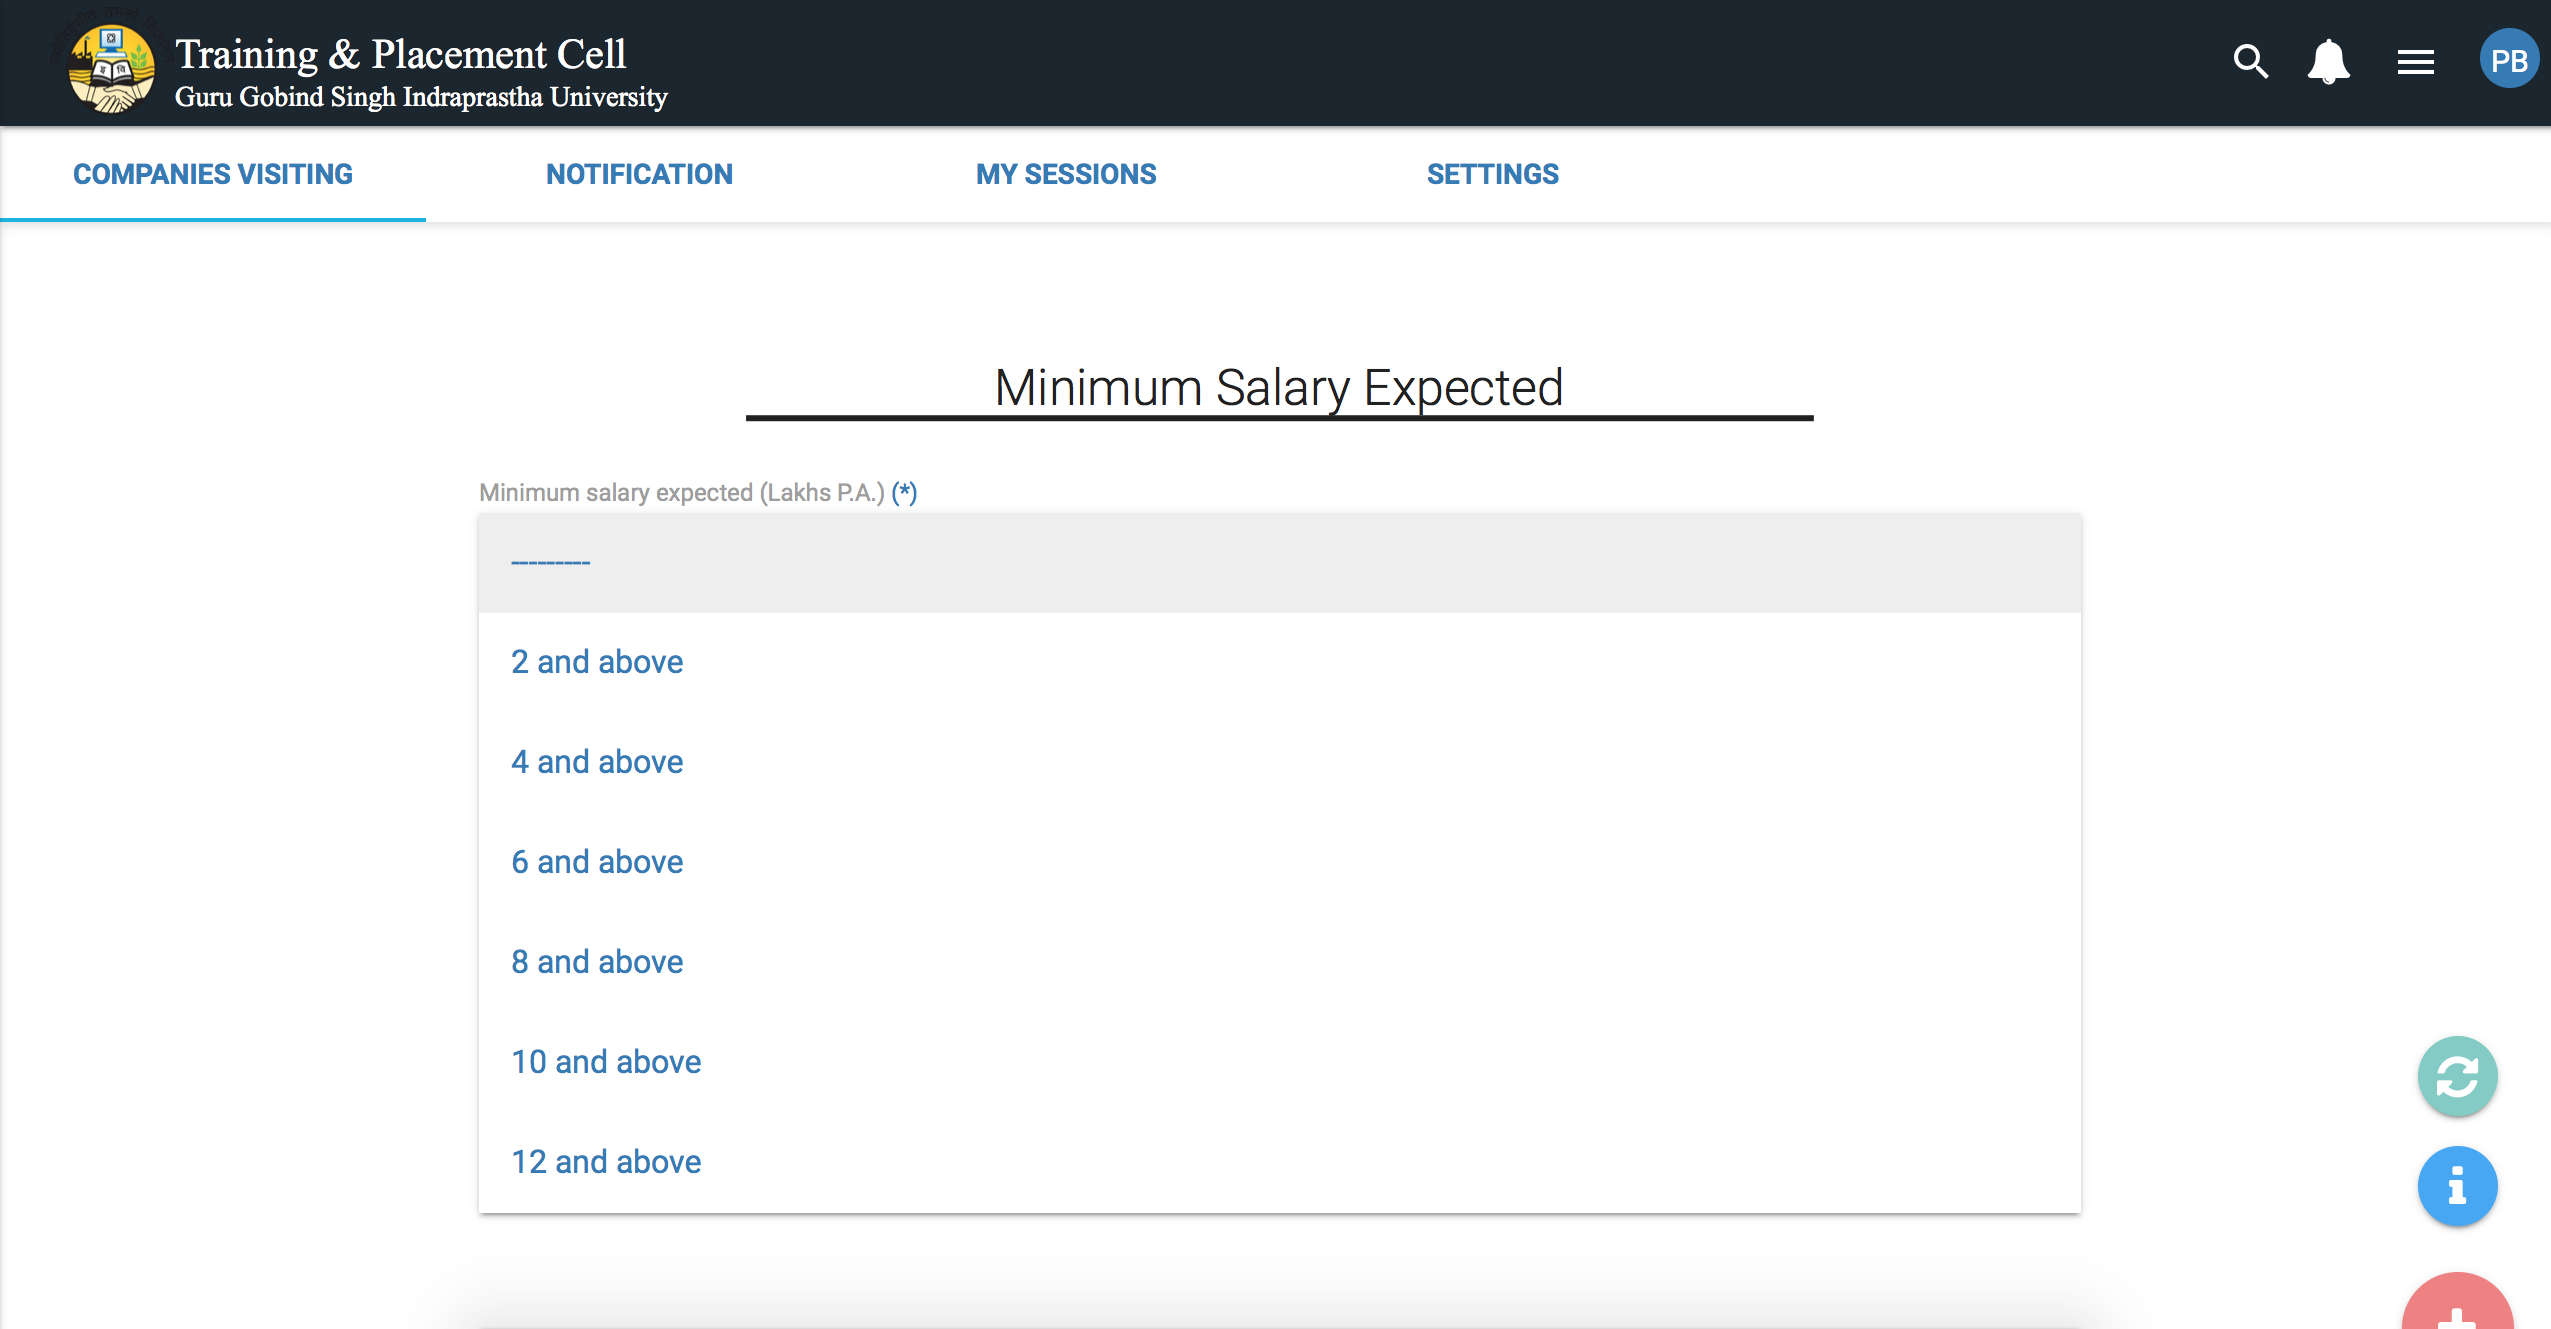 Training & Placement Cell
Guru Gobind Singh Indraprastha University
PB
COMPANIES VISITING
NOTIFICATION
MY SESSIONS
SETTINGS
Minimum Salary Expected
Minimum salary expected (Lakhs P.A.) (*)
---------
2 and above
4 and above
6 and above
8 and above
10 and above
12 and above